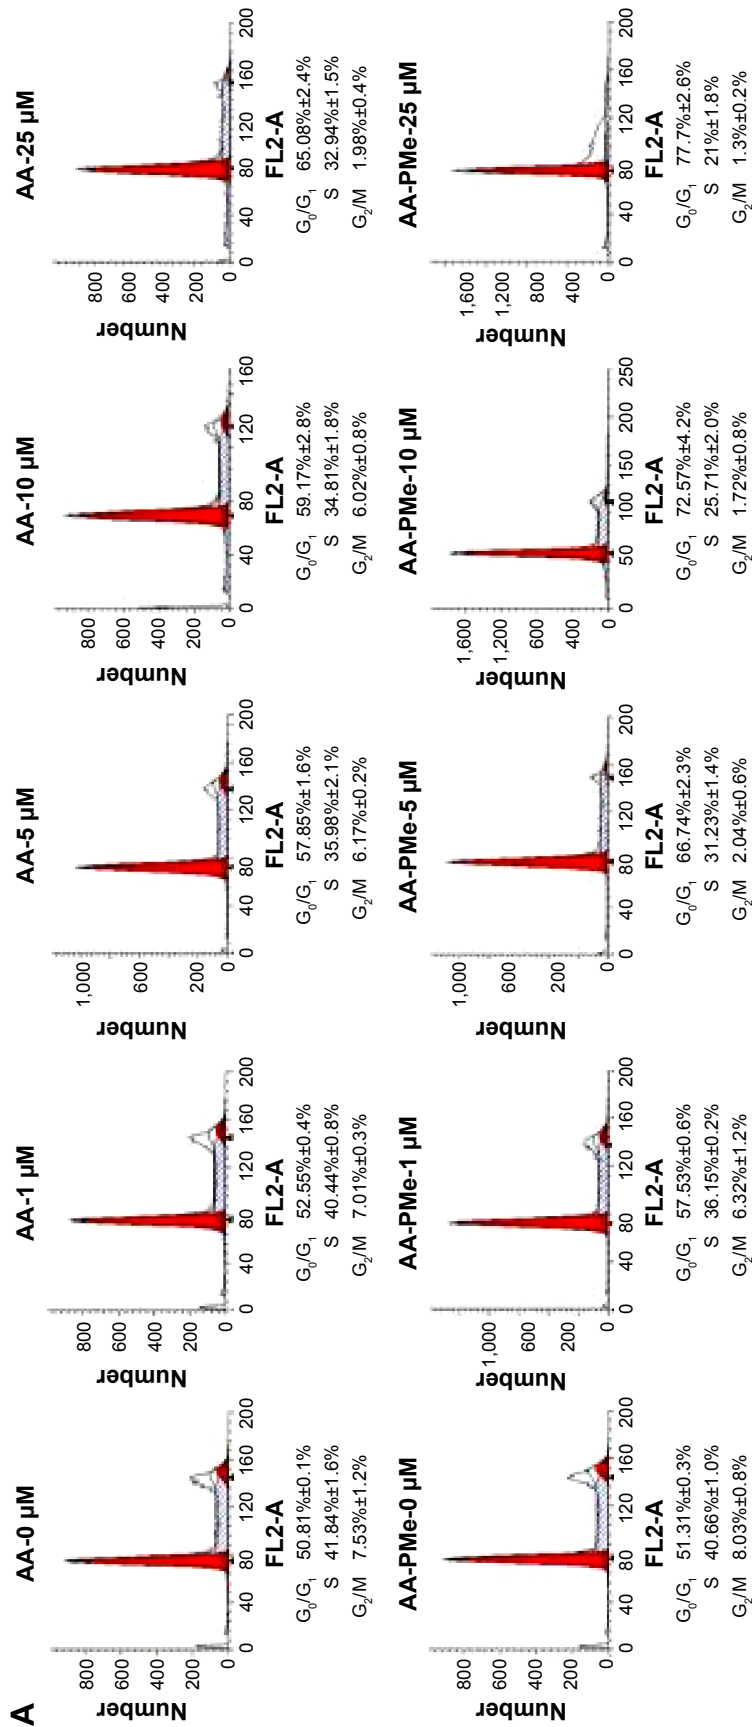 A
AA-0 µM
Number
800
600
400
200
0
0 40 80 120 160 200
FL2-A
G0/G1 50.81%±0.1%
S 41.84%±1.6%
G2/M 7.53%±1.2%
AA-1 µM
Number
800
600
400
200
0
0 40 80 120 160 200
FL2-A
G0/G1 52.55%±0.4%
S 40.44%±0.8%
G2/M 7.01%±0.3%
AA-5 µM
Number
1,000
600
200
0
0 40 80 120 160 200
FL2-A
G0/G1 57.85%±1.6%
S 35.98%±2.1%
G2/M 6.17%±0.2%
AA-10 µM
Number
800
600
400
200
0
0 40 80 120 160
FL2-A
G0/G1 59.17%±2.8%
S 34.81%±1.8%
G2/M 6.02%±0.8%
AA-25 µM
Number
800
600
400
200
0
0 40 80 120 160 200
FL2-A
G0/G1 65.08%±2.4%
S 32.94%±1.5%
G2/M 1.98%±0.4%
AA-PMe-0 µM
Number
800
600
400
200
0
0 40 80 120 160 200
FL2-A
G0/G1 51.31%±0.3%
S 40.66%±1.0%
G2/M 8.03%±0.8%
AA-PMe-1 µM
Number
1,000
600
200
0
0 40 80 120 160 200
FL2-A
G0/G1 57.53%±0.6%
S 36.15%±0.2%
G2/M 6.32%±1.2%
AA-PMe-5 µM
Number
1,000
600
200
0
0 40 80 120 160 200
FL2-A
G0/G1 66.74%±2.3%
S 31.23%±1.4%
G2/M 2.04%±0.6%
AA-PMe-10 µM
Number
1,600
1,200
600
400
0
0 50 100 150 200 250
FL2-A
G0/G1 72.57%±4.2%
S 25.71%±2.0%
G2/M 1.72%±0.8%
AA-PMe-25 µM
Number
1,600
1,200
800
400
0
0 40 80 120 160 200
FL2-A
G0/G1 77.7%±2.6%
S 21%±1.8%
G2/M 1.3%±0.2%